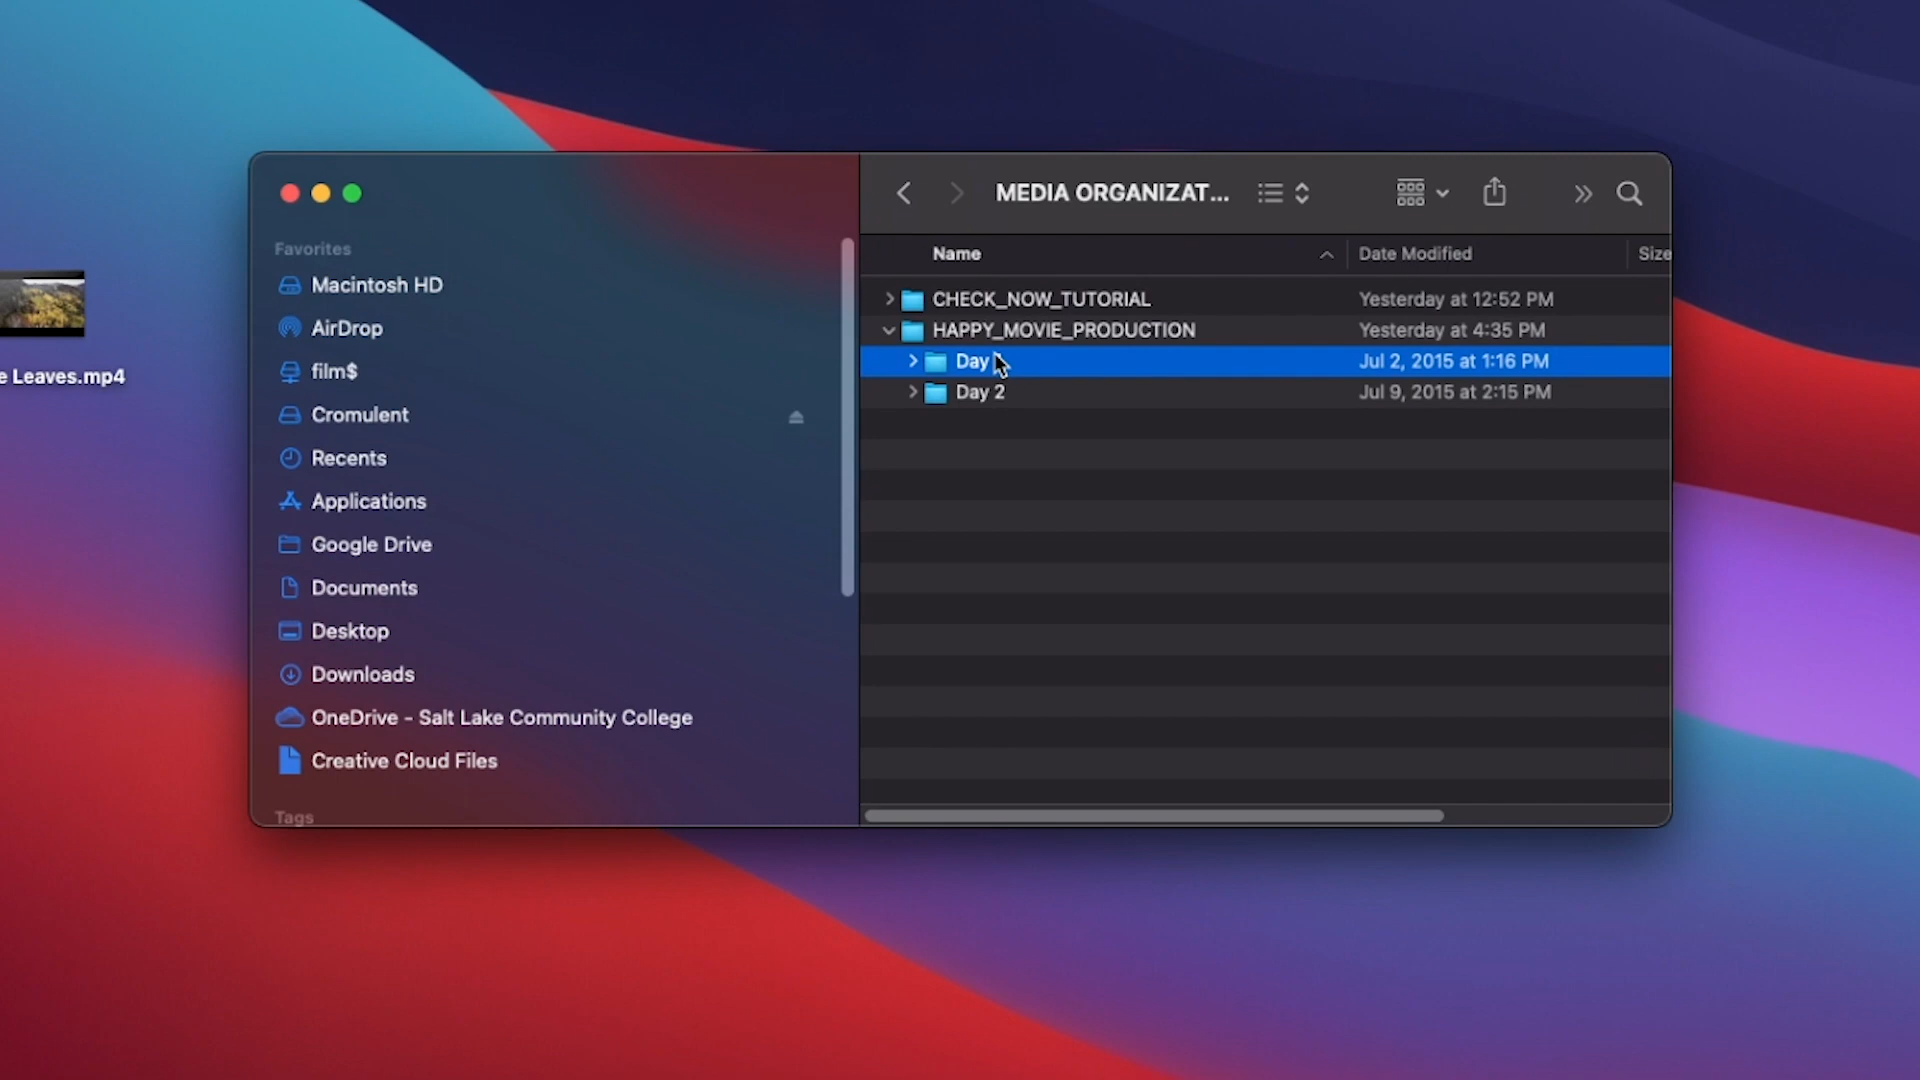 e Leaves.mp4
Favorites
Macintosh HD
AirDrop
film$
Cromulent
Recents
Applications
Google Drive
Documents
Desktop
Downloads
OneDrive - Salt Lake Community College
Creative Cloud Files
Tags
MEDIA ORGANIZAT...
Name Date Modified Size
CHECK_NOW_TUTORIAL Yesterday at 12:52 PM
HAPPY_MOVIE_PRODUCTION Yesterday at 4:35 PM
Day Jul 2, 2015 at 1:16 PM
Day 2 Jul 9, 2015 at 2:15 PM